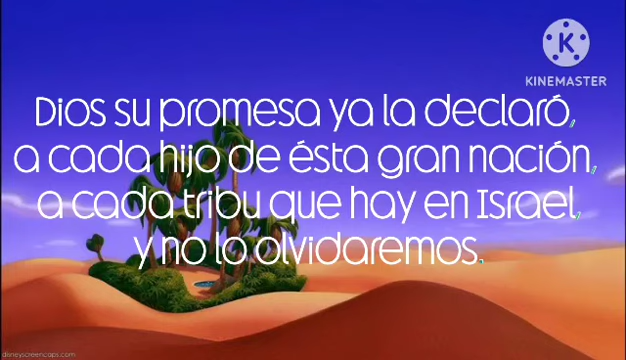 KINEMASTER
Dios su promesa ya la declaró,
a cada hijo de ésta gran nación,
a cada tribu que hay en Israel,
y no lo olvidaremos.
disneyscreencaps.com